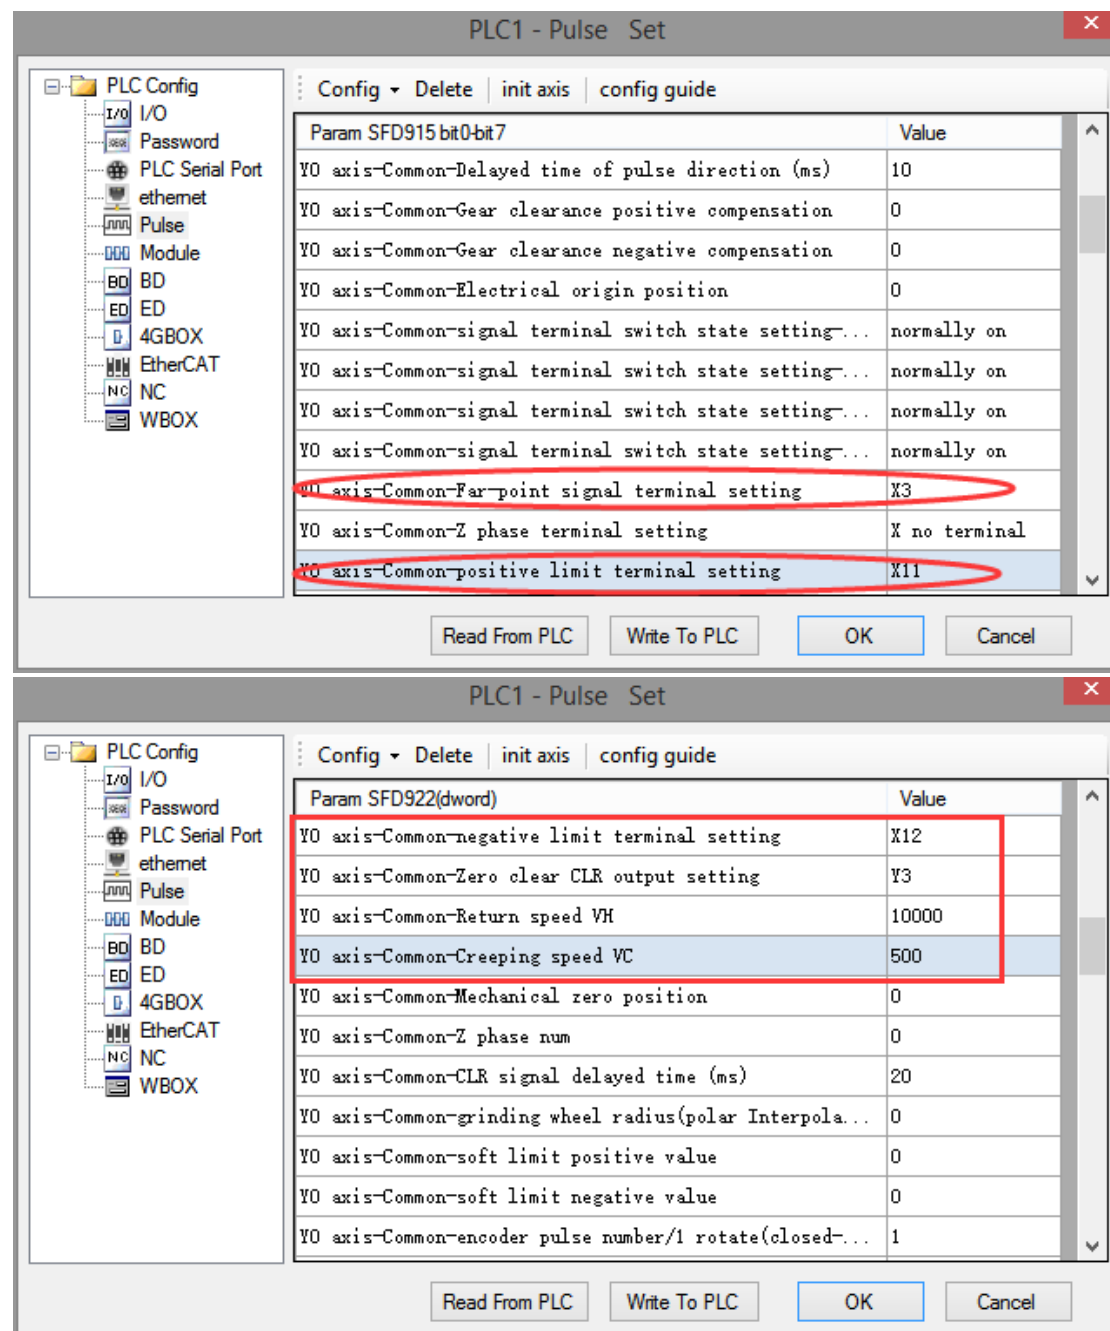 PLC1 - Pulse Set
PLC Config
I/O
Password
PLC Serial Port
ethernet
Pulse
Module
BD
ED
4GBOX
EtherCAT
NC
WBOX
Config Delete init axis config guide
Param SFD915 bit0-bit7 Value
Y0 axis-Common-Delayed time of pulse direction (ms) 10
Y0 axis-Common-Gear clearance positive compensation 0
Y0 axis-Common-Gear clearance negative compensation 0
Y0 axis-Common-Electrical origin position 0
Y0 axis-Common-signal terminal switch state setting-... normally on
Y0 axis-Common-signal terminal switch state setting-... normally on
Y0 axis-Common-signal terminal switch state setting-... normally on
Y0 axis-Common-signal terminal switch state setting-... normally on
Y0 axis-Common-Far-point signal terminal setting X3
Y0 axis-Common-Z phase terminal setting X no terminal
Y0 axis-Common-positive limit terminal setting X11
Read From PLC Write To PLC OK Cancel
PLC1 - Pulse Set
PLC Config
I/O
Password
PLC Serial Port
ethernet
Pulse
Module
BD
ED
4GBOX
EtherCAT
NC
WBOX
Config Delete init axis config guide
Param SFD922(dword) Value
Y0 axis-Common-negative limit terminal setting X12
Y0 axis-Common-Zero clear CLR output setting Y3
Y0 axis-Common-Return speed VH 10000
Y0 axis-Common-Creeping speed VC 500
Y0 axis-Common-Mechanical zero position 0
Y0 axis-Common-Z phase num 0
Y0 axis-Common-CLR signal delayed time (ms) 20
Y0 axis-Common-grinding wheel radius(polar Interpola... 0
Y0 axis-Common-soft limit positive value 0
Y0 axis-Common-soft limit negative value 0
Y0 axis-Common-encoder pulse number/1 rotate(closed-... 1
Read From PLC Write To PLC OK Cancel